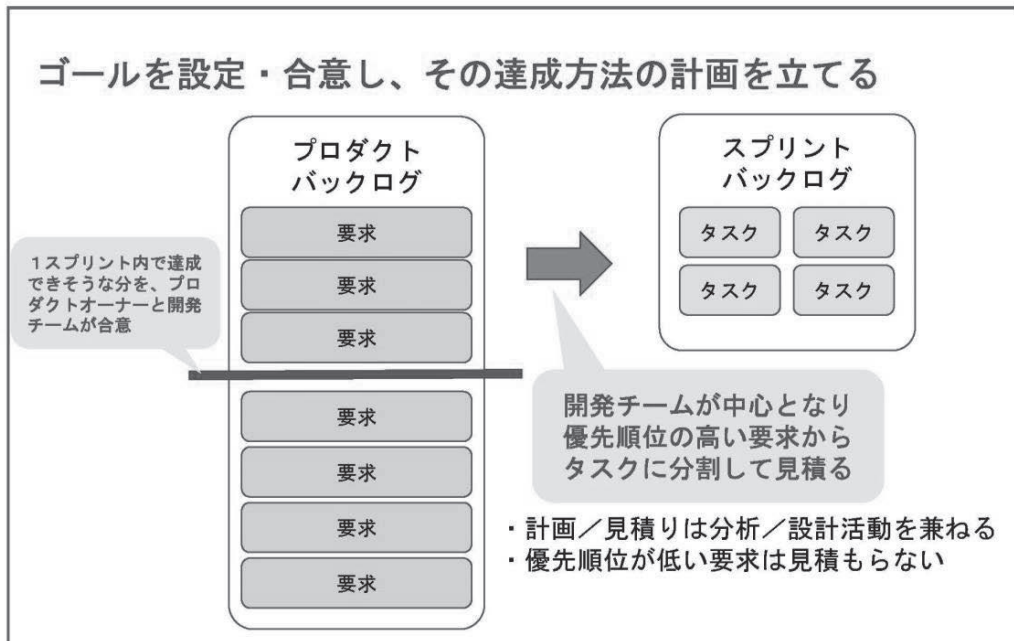 ゴールを設定・合意し、その達成方法の計画を立てる
プロダクト
バックログ
要求
要求
要求
要求
要求
要求
要求
1スプリント内で達成
できそうな分を、プロ
ダクトオーナーと開発
チームが合意
スプリント
バックログ
タスク
タスク
タスク
タスク
開発チームが中心となり
優先順位の高い要求から
タスクに分割して見積る
・計画／見積りは分析／設計活動を兼ねる
・優先順位が低い要求は見積もらない